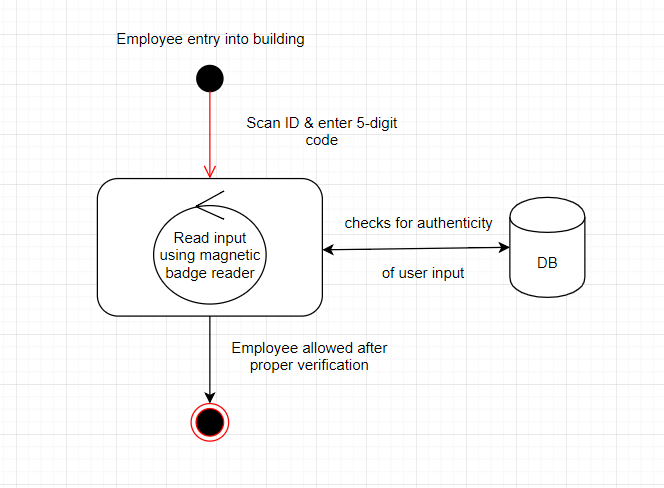 Employee entry into building
Scan ID & enter 5-digit
code
Read input
using magnetic
badge reader
checks for authenticity
of user input
DB
Employee allowed after
proper verification